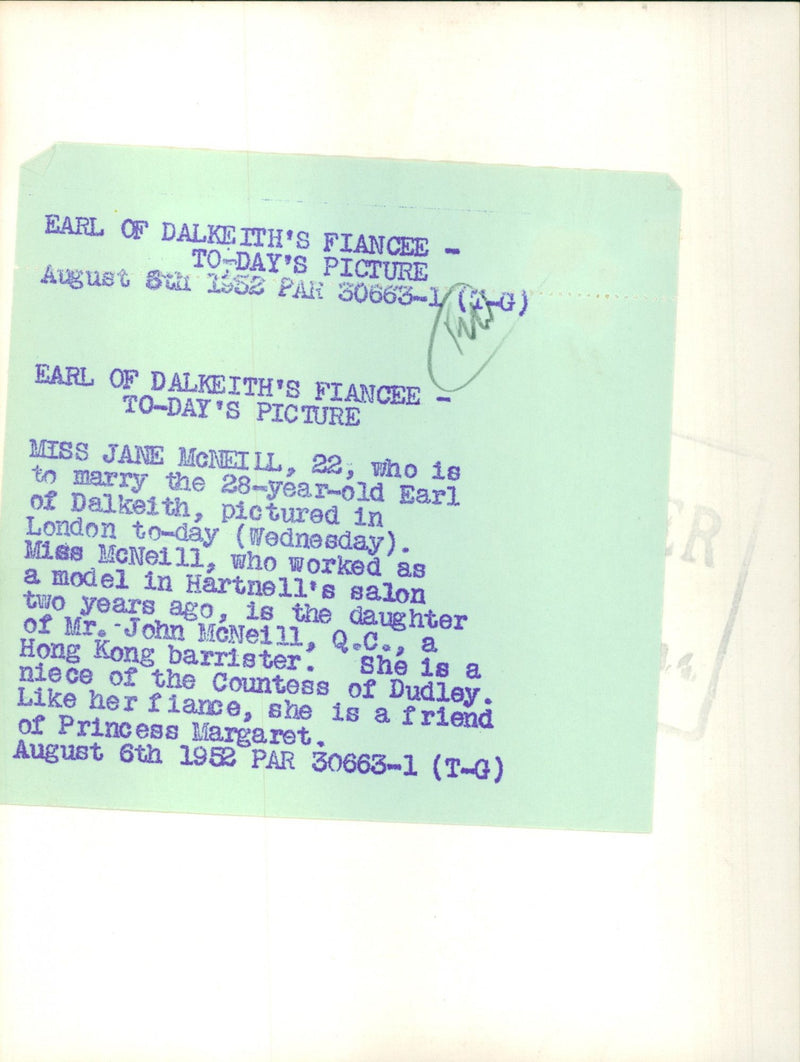 EARL OF DALKEITH'S FIANCEE -
TO-DAY'S PICTURE
August 6th 1952 PAR 30663-1 (T-G)
EARL OF DALKEITH'S FIANCEE -
TO-DAY'S PICTURE
MISS JANE McNEILL, 22, who is
to marry the 28-year-old Earl
of Dalkeith, pictured in
London to-day (Wednesday).
Miss McNeill, who worked as
a model in Hartnell's salon
two years ago, is the daughter
of Mr. John McNeill, Q.C., a
Hong Kong barrister. She is a
niece of the Countess of Dudley.
Like her fiance, she is a friend
of Princess Margaret.
August 6th 1952 PAR 30663-1 (T-G)
ER